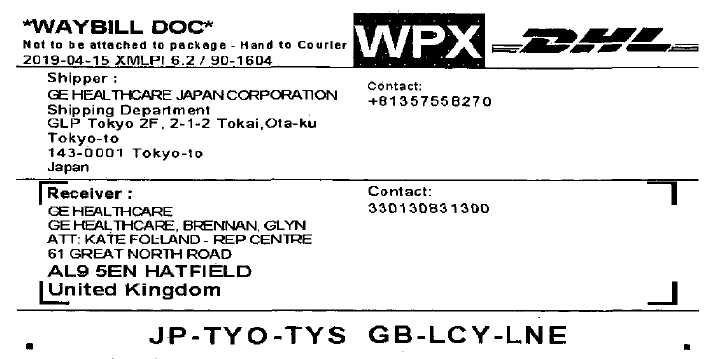 *WAYBILL DOC*
Not to be attached to package - Hand to Courier
2019-04-15 XMLPI 6.2 / 90-1604
WPX
DHL
Shipper :
GE HEALTHCARE JAPAN CORPORATION
Shipping Department
GLP Tokyo 2F, 2-1-2 Tokai,Ota-ku
Tokyo-to
143-0001 Tokyo-to
Japan
Contact:
+81357558270
Receiver :
GE HEALTHCARE
GE HEALTHCARE, BRENNAN, GLYN
ATT: KATE FOLLAND - REP CENTRE
61 GREAT NORTH ROAD
AL9 5EN HATFIELD
United Kingdom
Contact:
330130831300
JP-TYO-TYS GB-LCY-LNE